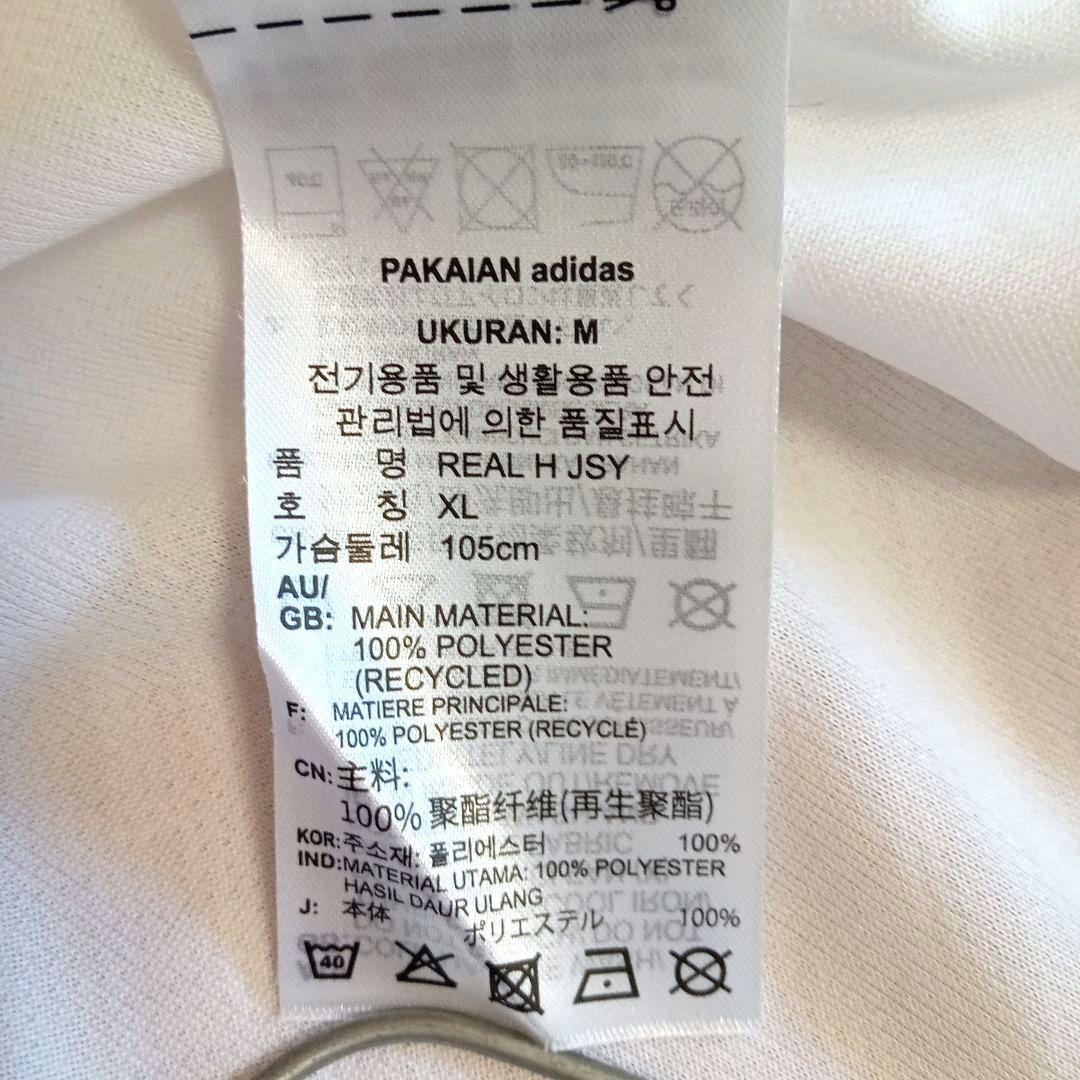 PAKAIAN adidas
UKURAN: M
전기용품 및 생활용품 안전
관리법에 의한 품질표시
품 명 REAL H JSY
호 칭 XL
가슴둘레 105cm
AU/
GB: MAIN MATERIAL:
100% POLYESTER
(RECYCLED)
F: MATIERE PRINCIPALE:
100% POLYESTER (RECYCLÉ)
CN: 主料:
100% 聚酯纤维(再生聚酯)
KOR: 주소재: 폴리에스터 100%
IND: MATERIAL UTAMA: 100% POLYESTER
HASIL DAUR ULANG
J: 本体
ポリエステル 100%
40